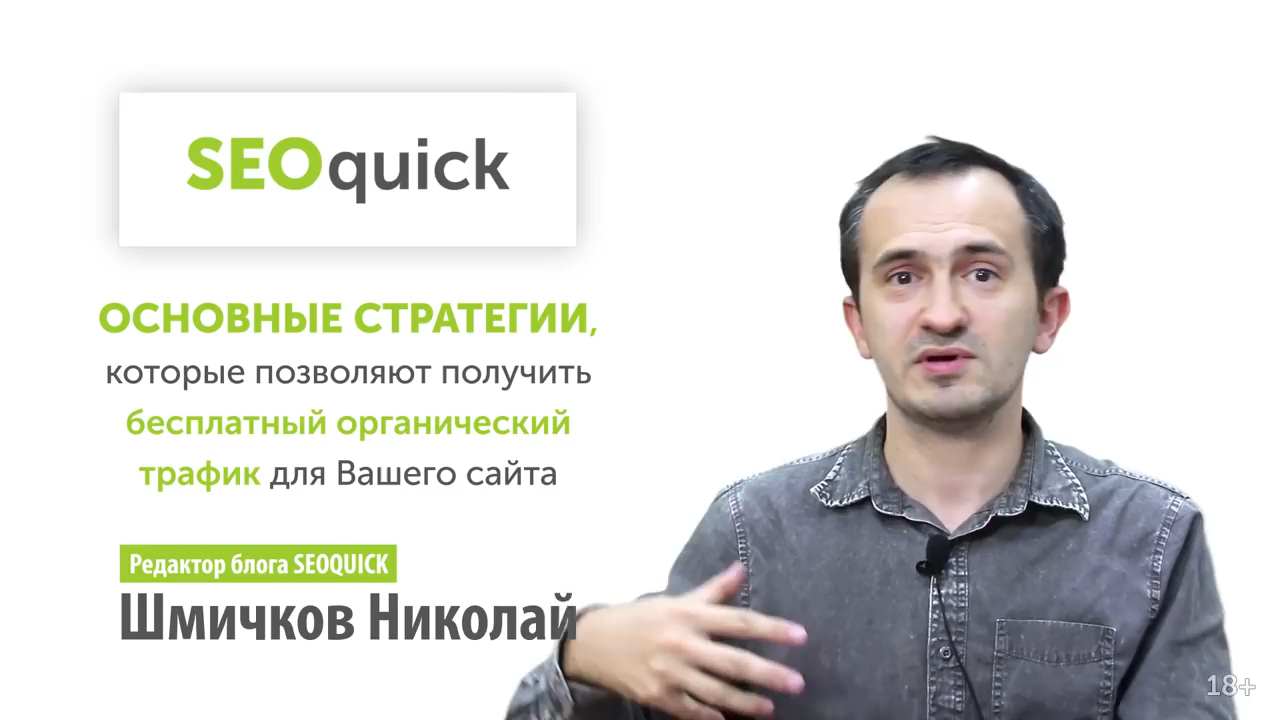 SEOquick
ОСНОВНЫЕ СТРАТЕГИИ,
которые позволяют получить
бесплатный органический
трафик для Вашего сайта
Редактор блога SEOQUICK
Шмичков Николай
18+